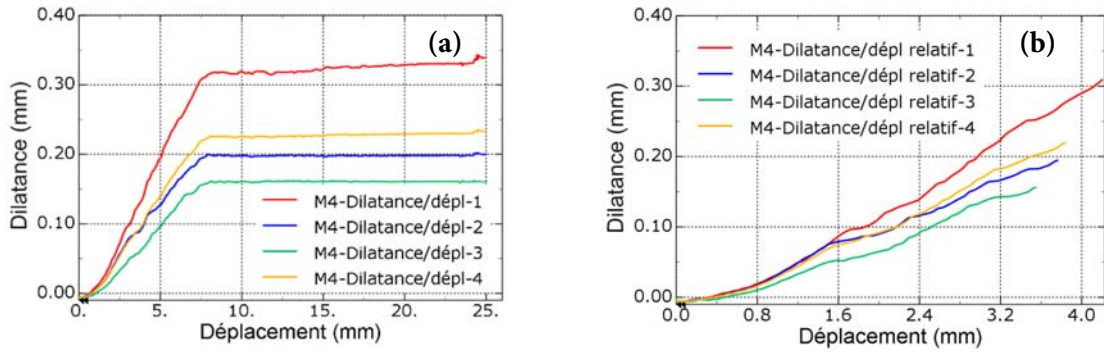 0.40
0.30
0.20
0.10
0.00
Dilatance (mm)
(a)
M4-Dilatance/dépl-1
M4-Dilatance/dépl-2
M4-Dilatance/dépl-3
M4-Dilatance/dépl-4
0. 5. 10. 15. 20. 25.
Déplacement (mm)
0.40
0.30
0.20
0.10
0.00
Dilatance (mm)
(b)
M4-Dilatance/dépl relatif-1
M4-Dilatance/dépl relatif-2
M4-Dilatance/dépl relatif-3
M4-Dilatance/dépl relatif-4
0.0 0.8 1.6 2.4 3.2 4.0
Déplacement (mm)